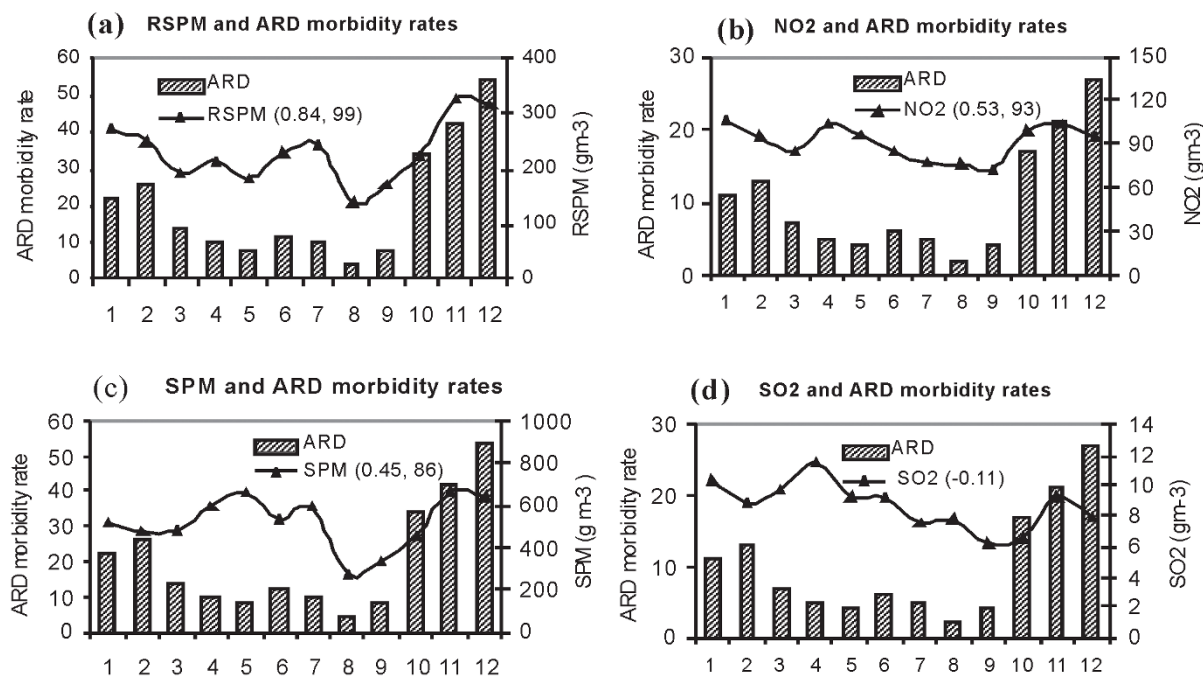 (a) RSPM and ARD morbidity rates
60
50
40
30
20
10
0
ARD morbidity rate
ARD
RSPM (0.84, 99)
400
300
200
100
0
RSPM (gm-3)
1 2 3 4 5 6 7 8 9 10 11 12
(b) NO2 and ARD morbidity rates
30
20
10
0
ARD morbidity rate
ARD
NO2 (0.53, 93)
150
120
90
60
30
0
NO2 (gm-3)
1 2 3 4 5 6 7 8 9 10 11 12
(c) SPM and ARD morbidity rates
60
50
40
30
20
10
0
ARD morbidity rate
ARD
SPM (0.45, 86)
1000
800
600
400
200
0
SPM (g m-3)
1 2 3 4 5 6 7 8 9 10 11 12
(d) SO2 and ARD morbidity rates
30
20
10
0
ARD morbidity rate
ARD
SO2 (-0.11)
14
12
10
8
6
4
2
0
SO2 (gm-3)
1 2 3 4 5 6 7 8 9 10 11 12